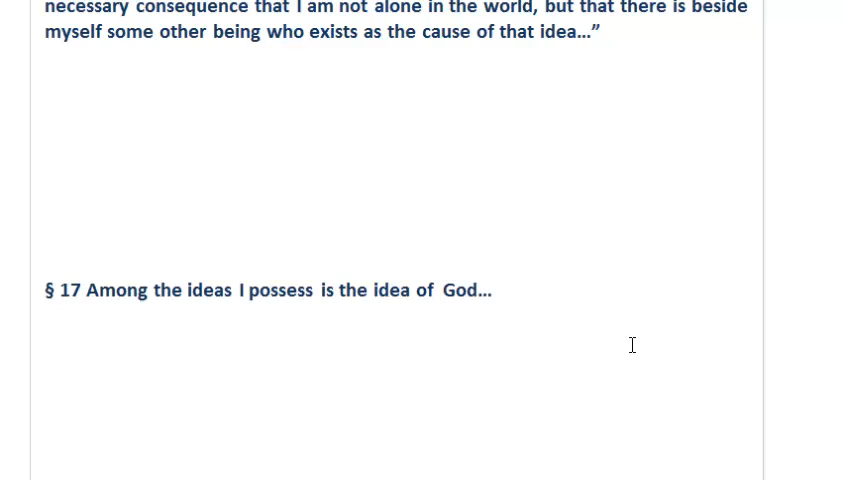 necessary consequence that I am not alone in the world, but that there is beside
myself some other being who exists as the cause of that idea...”
§ 17 Among the ideas I possess is the idea of God...